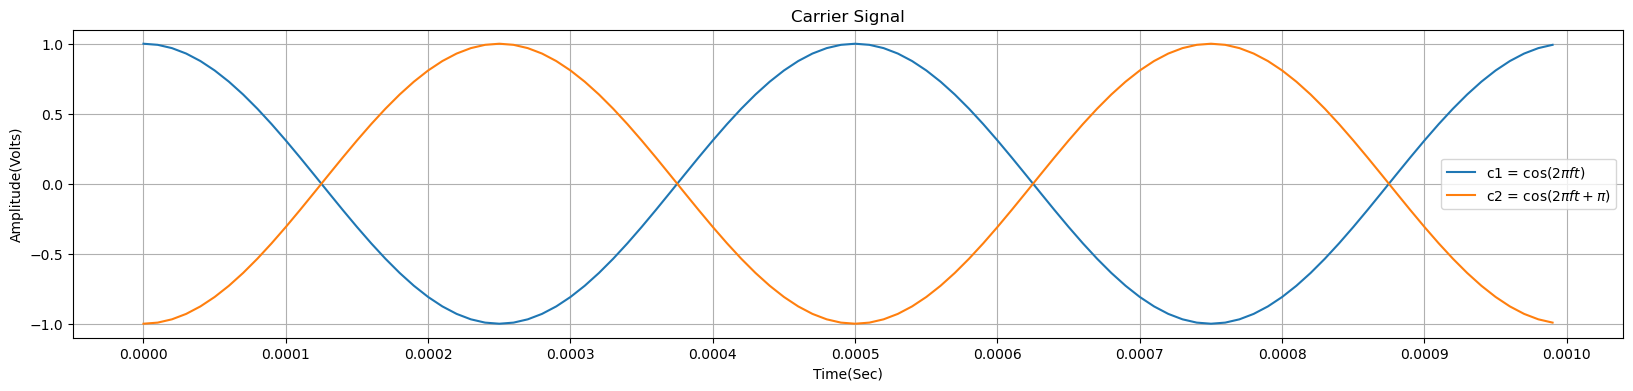 Carrier Signal
Amplitude(Volts)
1.0
0.5
0.0
−0.5
−1.0
c1 = cos(2πft)
c2 = cos(2πft + π)
0.0000 0.0001 0.0002 0.0003 0.0004 0.0005 0.0006 0.0007 0.0008 0.0009 0.0010
Time(Sec)